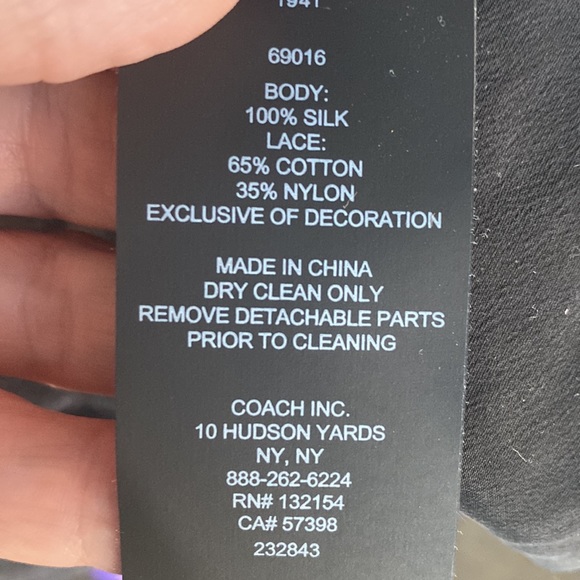 1941
69016
BODY:
100% SILK
LACE:
65% COTTON
35% NYLON
EXCLUSIVE OF DECORATION
MADE IN CHINA
DRY CLEAN ONLY
REMOVE DETACHABLE PARTS
PRIOR TO CLEANING
COACH INC.
10 HUDSON YARDS
NY, NY
888-262-6224
RN# 132154
CA# 57398
232843